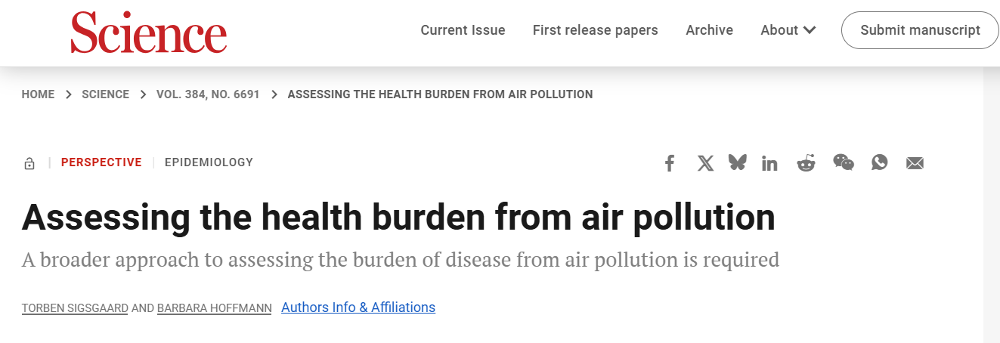 Science
Current Issue First release papers Archive About Submit manuscript
HOME > SCIENCE > VOL. 384, NO. 6691 > ASSESSING THE HEALTH BURDEN FROM AIR POLLUTION
PERSPECTIVE EPIDEMIOLOGY
Assessing the health burden from air pollution
A broader approach to assessing the burden of disease from air pollution is required
TORBEN SIGSGAARD AND BARBARA HOFFMANN Authors Info & Affiliations